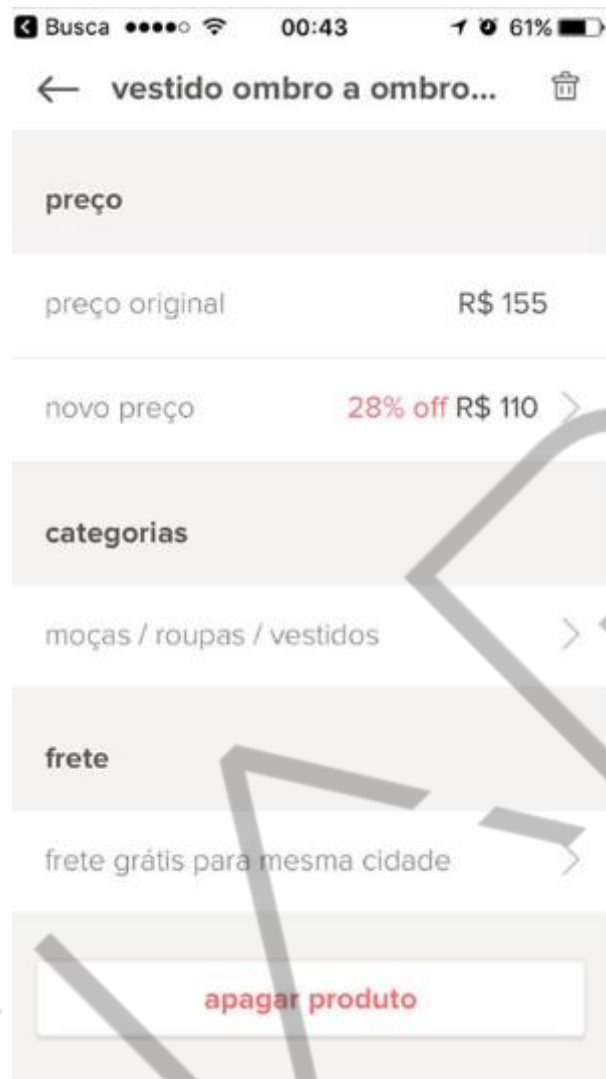 Busca 00:43 61%
vestido ombro a ombro...
preço
preço original R$ 155
novo preço 28% off R$ 110
categorias
moças / roupas / vestidos
frete
frete grátis para mesma cidade
apagar produto